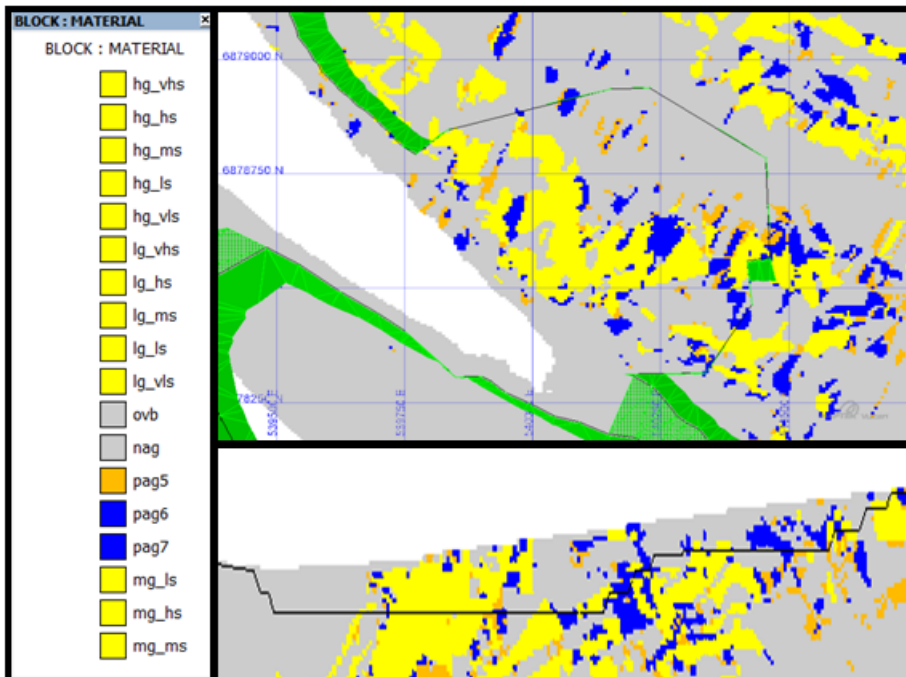 BLOCK : MATERIAL
BLOCK : MATERIAL
hg_vhs
hg_hs
hg_ms
hg_ls
hg_vls
lg_vhs
lg_hs
lg_ms
lg_ls
lg_vls
ovb
nag
pag5
pag6
pag7
mg_ls
mg_hs
mg_ms
6879000 N
6878750 N
78250 N